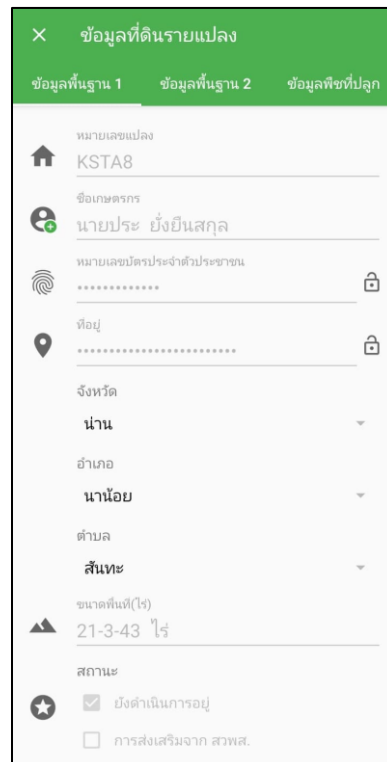 ข้อมูลที่ดินรายแปลง
ข้อมูลพื้นฐาน 1 ข้อมูลพื้นฐาน 2 ข้อมูลพืชที่ปลูก
หมายเลขแปลง
KSTA8
ชื่อเกษตรกร
นายประ ยั่งยืนสกุล
หมายเลขบัตรประจำตัวประชาชน
•••••••••••••
ที่อยู่
•••••••••••••••••••••••••
จังหวัด
น่าน
อำเภอ
นาน้อย
ตำบล
สันทะ
ขนาดพื้นที่(ไร่)
21-3-43 ไร่
สถานะ
ยังดำเนินการอยู่
การส่งเสริมจาก สวพส.